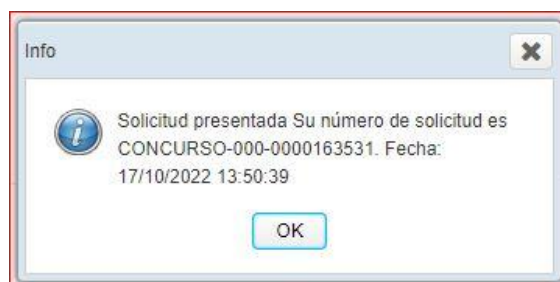 Info
Solicitud presentada Su número de solicitud es
CONCURSO-000-0000163531. Fecha:
17/10/2022 13:50:39
OK